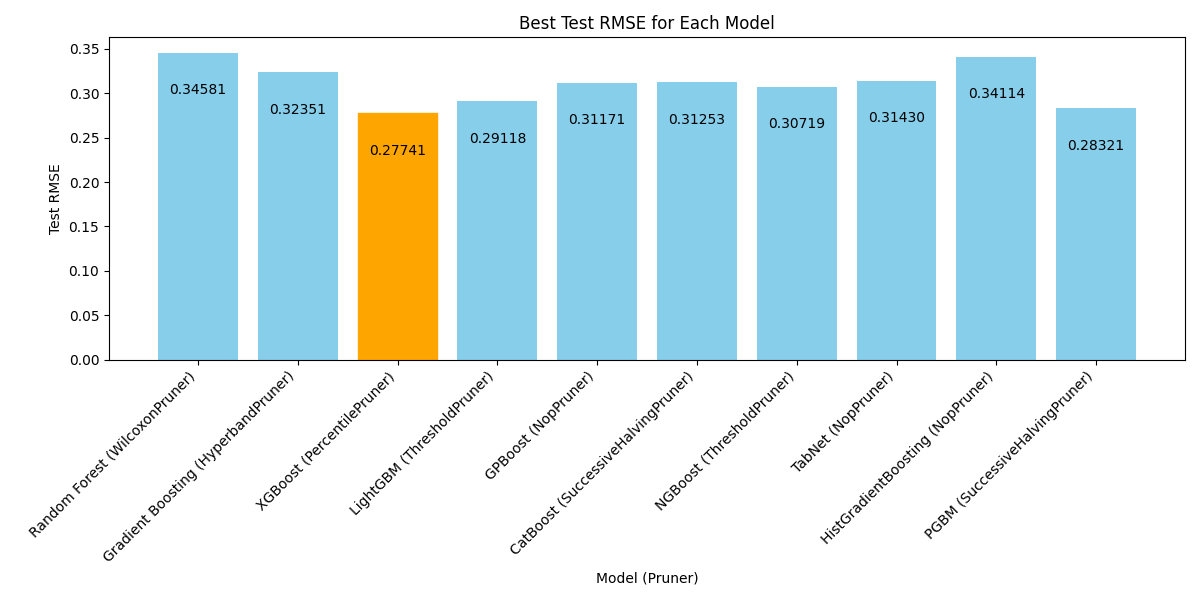 Best Test RMSE for Each Model
Test RMSE
0.35
0.30
0.25
0.20
0.15
0.10
0.05
0.00
0.34581
0.32351
0.27741
0.29118
0.31171
0.31253
0.30719
0.31430
0.34114
0.28321
Random Forest (WilcoxonPruner)
Gradient Boosting (HyperbandPruner)
XGBoost (PercentilePruner)
LightGBM (ThresholdPruner)
GPBoost (NopPruner)
CatBoost (SuccessiveHalvingPruner)
NGBoost (ThresholdPruner)
TabNet (NopPruner)
HistGradientBoosting (NopPruner)
PGBM (SuccessiveHalvingPruner)
Model (Pruner)